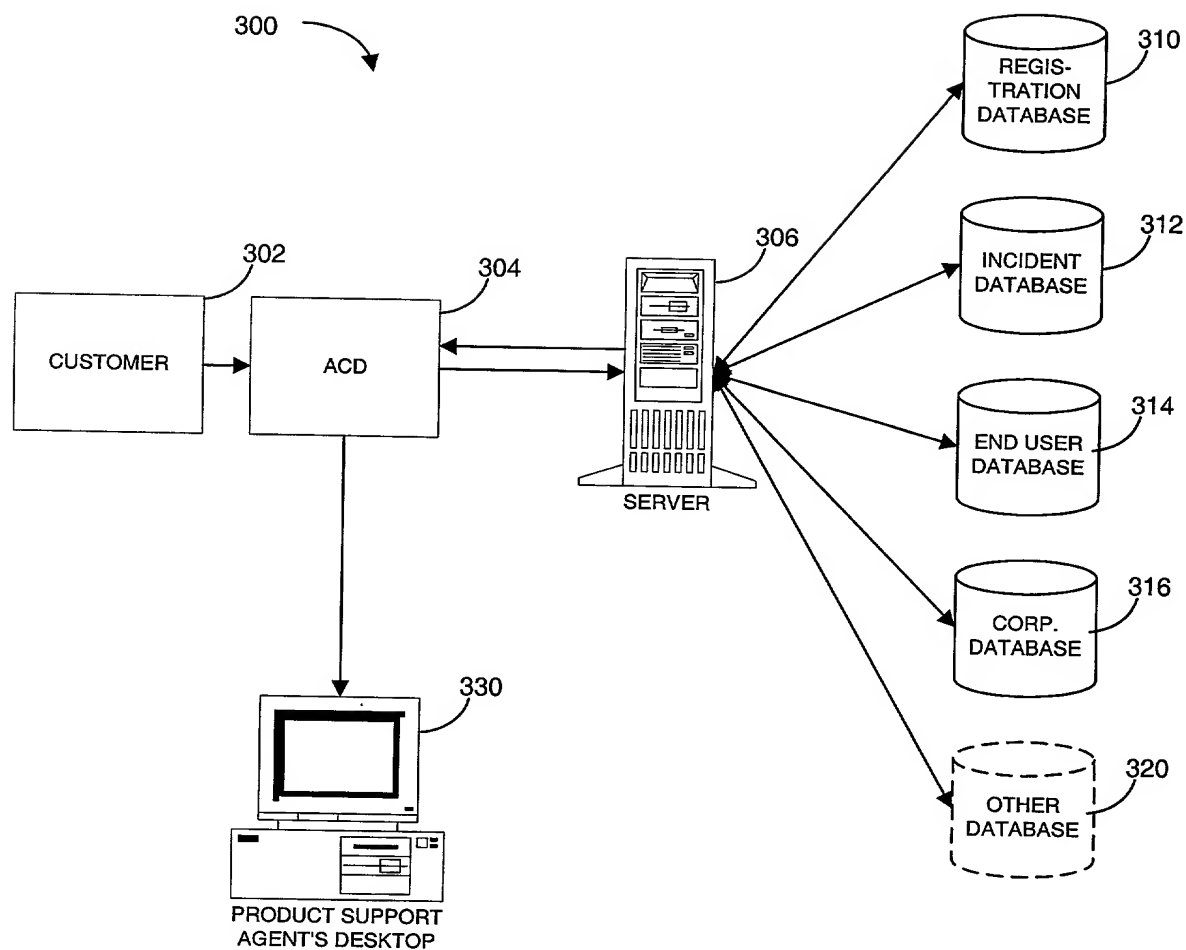 300
310
REGIS-
TRATION
DATABASE
312
INCIDENT
DATABASE
302
CUSTOMER
304
ACD
306
SERVER
314
END USER
DATABASE
316
CORP.
DATABASE
320
OTHER
DATABASE
330
PRODUCT SUPPORT
AGENT'S DESKTOP